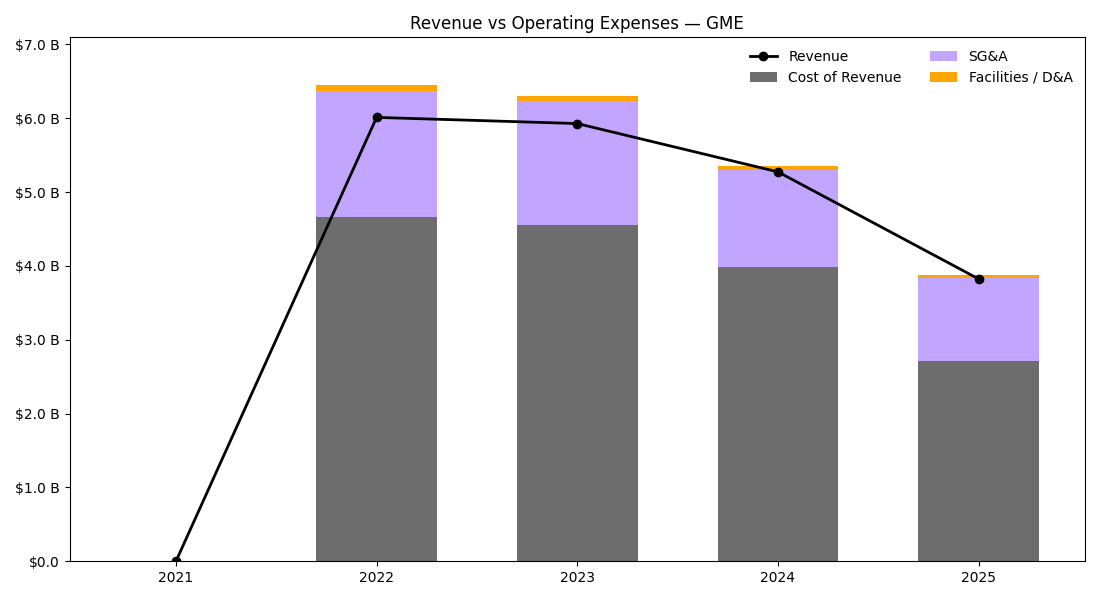 Revenue vs Operating Expenses — GME
$7.0 B
$6.0 B
$5.0 B
$4.0 B
$3.0 B
$2.0 B
$1.0 B
$0.0
Revenue
Cost of Revenue
SG&A
Facilities / D&A
2021 2022 2023 2024 2025